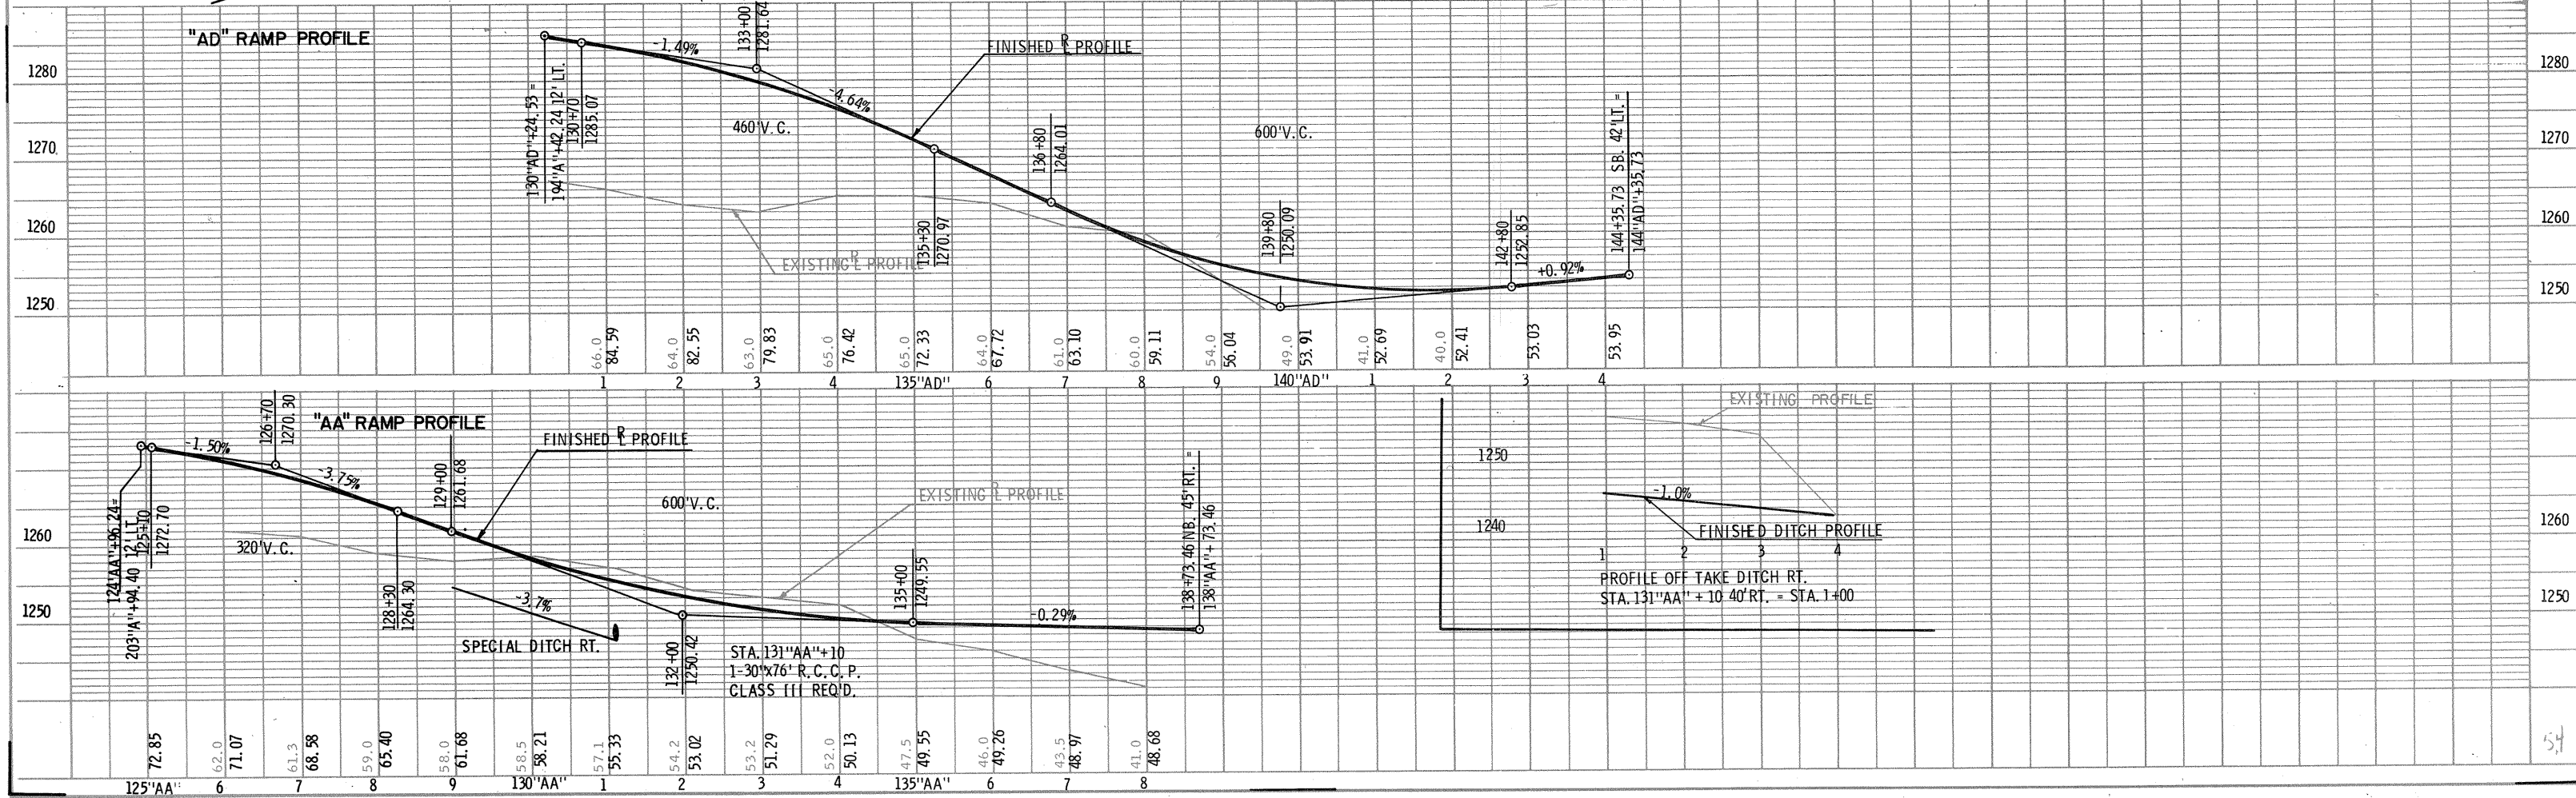 "AD" RAMP PROFILE
1280
1270
1260
1250
130"AD"+24.53 =
194"A"+42.24 12' LT.
130+70
1285.07
-1.49%
133+00
1281.64
-4.64%
460'V.C.
FINISHED ℞ PROFILE
EXISTING ℞ PROFILE
135+30
1270.97
136+80
1264.01
600'V.C.
139+80
1250.09
142+80
1252.85
+0.92%
144+35.73 SB. 42'LT. =
144"AD"+35.73
1280
1270
1260
1250
66.0 84.59
64.0 82.55
63.0 79.83
65.0 76.42
65.0 72.33
64.0 67.72
61.0 63.10
60.0 59.11
54.0 56.04
49.0 53.91
41.0 52.69
40.0 52.41
53.03
53.95
1 2 3 4 135"AD" 6 7 8 9 140"AD" 1 2 3 4
"AA" RAMP PROFILE
1260
1250
124"AA"+96.24=
203"A"+94.40 12' LT
125+10
1272.70
-1.50%
126+70
1270.30
-3.75%
320'V.C.
128+30
1264.30
129+00
1261.68
FINISHED ℞ PROFILE
600'V.C.
EXISTING ℞ PROFILE
-3.7%
SPECIAL DITCH RT.
132+00
1250.42
STA. 131"AA"+10
1-30"x76' R.C.C.P.
CLASS III REQ'D.
135+00
1249.55
-0.29%
138+73.46 NB. 45'RT. =
138"AA"+73.46
EXISTING PROFILE
1250
1240
-1.0%
FINISHED DITCH PROFILE
1 2 3 4
PROFILE OFF TAKE DITCH RT.
STA. 131"AA" + 10 40'RT. = STA. 1+00
1260
1250
72.85
62.0 71.07
61.3 68.58
59.0 65.40
58.0 61.68
58.5 58.21
57.1 55.33
54.2 53.02
53.2 51.29
52.0 50.13
47.5 49.55
46.0 49.26
43.5 48.97
41.0 48.68
125"AA" 6 7 8 9 130"AA" 1 2 3 4 135"AA" 6 7 8
54